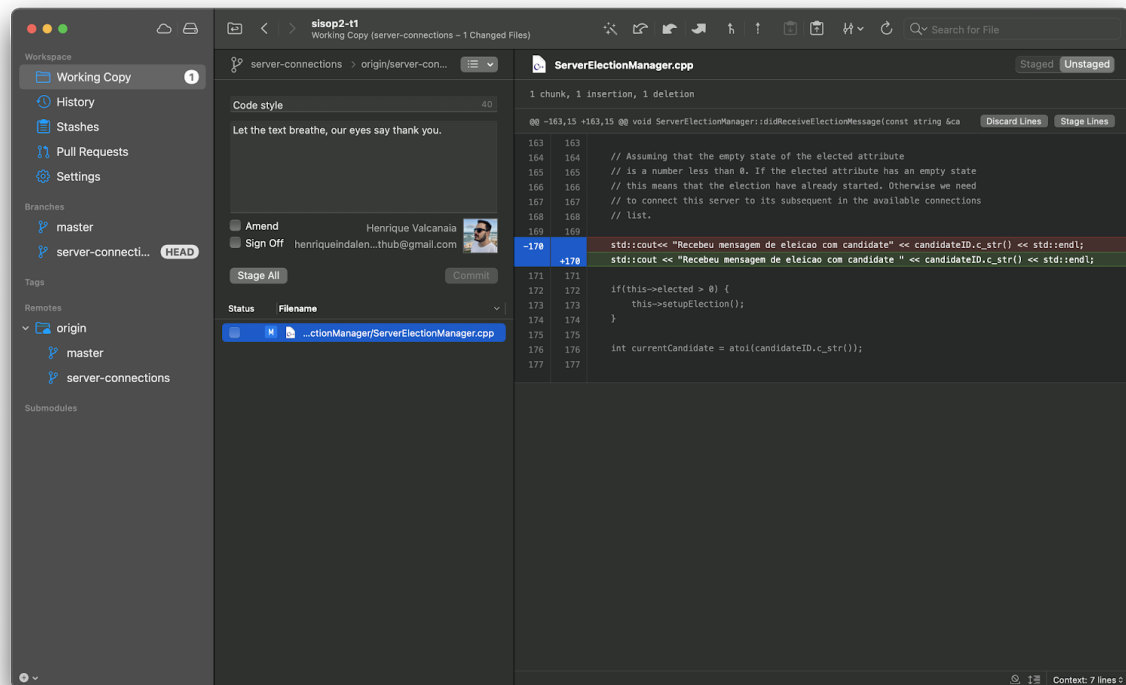 sisop2-t1
Working Copy (server-connections – 1 Changed Files)
Search for File
Workspace
Working Copy
1
History
Stashes
Pull Requests
Settings
Branches
master
server-connecti...
HEAD
Tags
Remotes
origin
master
server-connections
Submodules
server-connections
origin/server-con...
Code style
40
Let the text breathe, our eyes say thank you.
Amend
Henrique Valcanaia
Sign Off
henriqueindalen...thub@gmail.com
Stage All
Commit
Status
Filename
M
...ctionManager/ServerElectionManager.cpp
ServerElectionManager.cpp
Staged
Unstaged
1 chunk, 1 insertion, 1 deletion
@@ -163,15 +163,15 @@ void ServerElectionManager::didReceiveElectionMessage(const string &ca
Discard Lines
Stage Lines
163 163
164 164 // Assuming that the empty state of the elected attribute
165 165 // is a number less than 0. If the elected attribute has an empty state
166 166 // this means that the election have already started. Otherwise we need
167 167 // to connect this server to its subsequent in the available connections
168 168 // list.
169 169
-170 std::cout<< "Recebeu mensagem de eleicao com candidate" << candidateID.c_str() << std::endl;
+170 std::cout << "Recebeu mensagem de eleicao com candidate " << candidateID.c_str() << std::endl;
171 171
172 172 if(this->elected > 0) {
173 173 this->setupElection();
174 174 }
175 175
176 176 int currentCandidate = atoi(candidateID.c_str());
177 177
Context: 7 lines